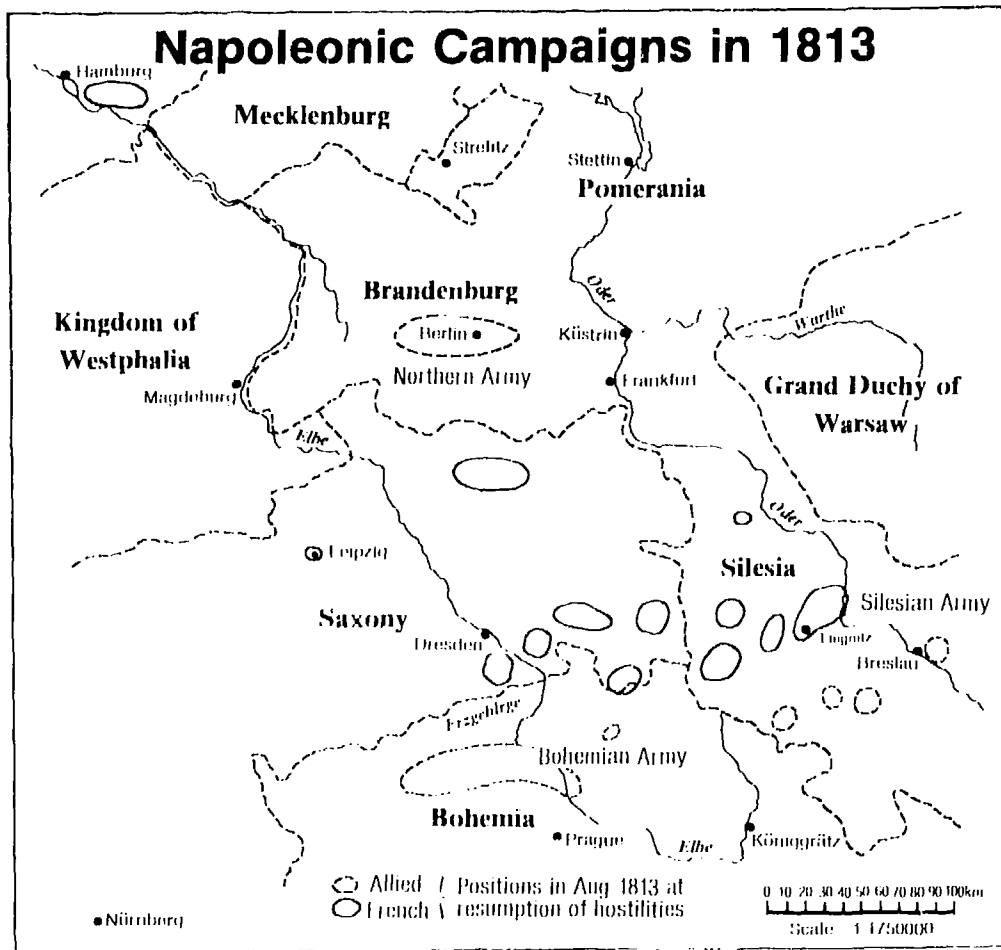 Napoleonic Campaigns in 1813
Hamburg
Mecklenburg
Strelitz
Stettin
Pomerania
Oder
Brandenburg
Kingdom of
Westphalia
Berlin
Küstrin
Warthe
Northern Army
Frankfurt
Magdeburg
Grand Duchy of
Warsaw
Elbe
Oder
Leipzig
Silesia
Silesian Army
Saxony
Dresden
Liegnitz
Breslau
Erzgebirge
Bohemian Army
Bohemia
Prague
Elbe
Königgrätz
Allied
French
Positions in Aug 1813 at
resumption of hostilities
0 10 20 30 40 50 60 70 80 90 100km
Scale
Nürnberg